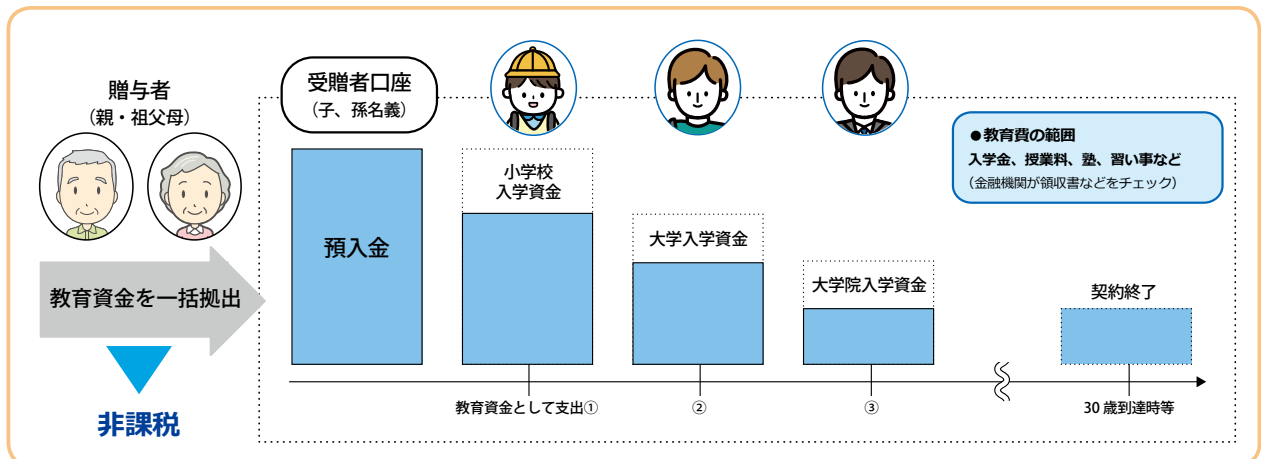 贈与者
（親・祖父母）
教育資金を一括拠出
非課税
受贈者口座
（子、孫名義）
預入金
小学校
入学資金
大学入学資金
大学院入学資金
●教育費の範囲
入学金、授業料、塾、習い事など
（金融機関が領収書などをチェック）
契約終了
教育資金として支出①
②
③
30歳到達時等